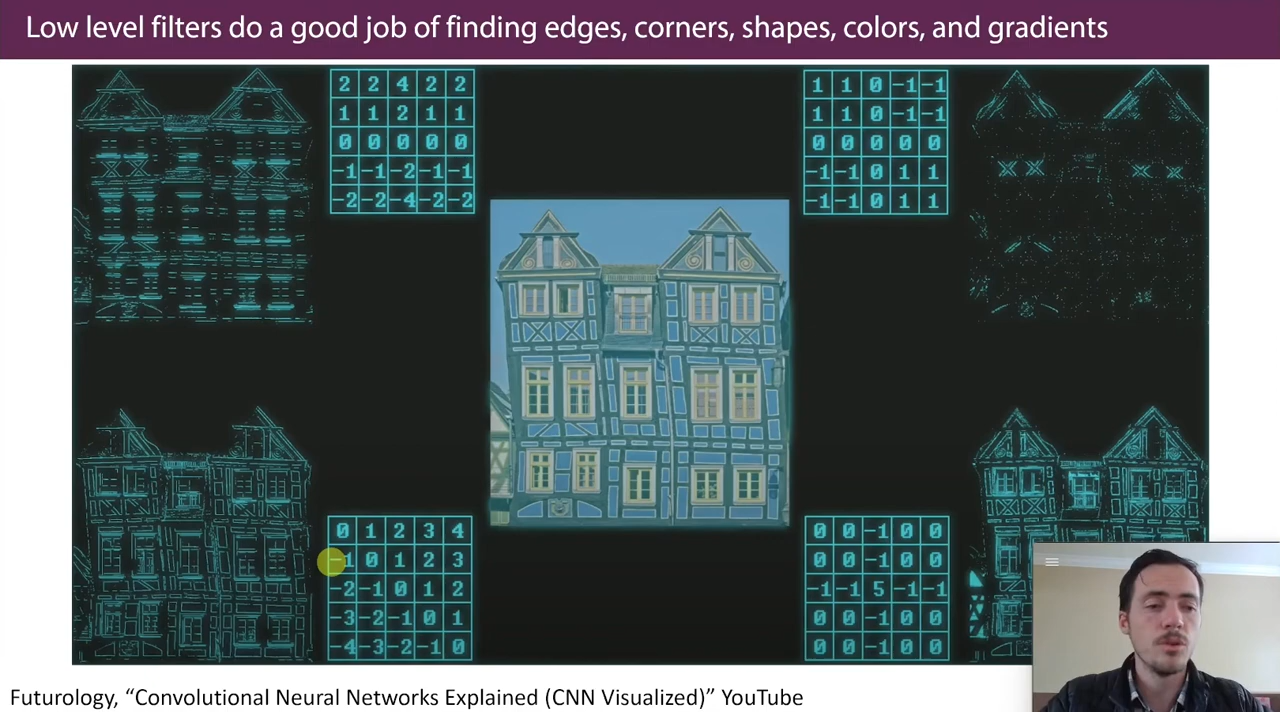 Low level filters do a good job of finding edges, corners, shapes, colors, and gradients
2 2 4 2 2
1 1 2 1 1
0 0 0 0 0
-1 -1 -2 -1 -1
-2 -2 -4 -2 -2
1 1 0 -1 -1
1 1 0 -1 -1
0 0 0 0 0
-1 -1 0 1 1
-1 -1 0 1 1
0 1 2 3 4
-1 0 1 2 3
-2 -1 0 1 2
-3 -2 -1 0 1
-4 -3 -2 -1 0
0 0 -1 0 0
0 0 -1 0 0
-1 -1 5 -1 -1
0 0 -1 0 0
0 0 -1 0 0
Futurology, “Convolutional Neural Networks Explained (CNN Visualized)” YouTube